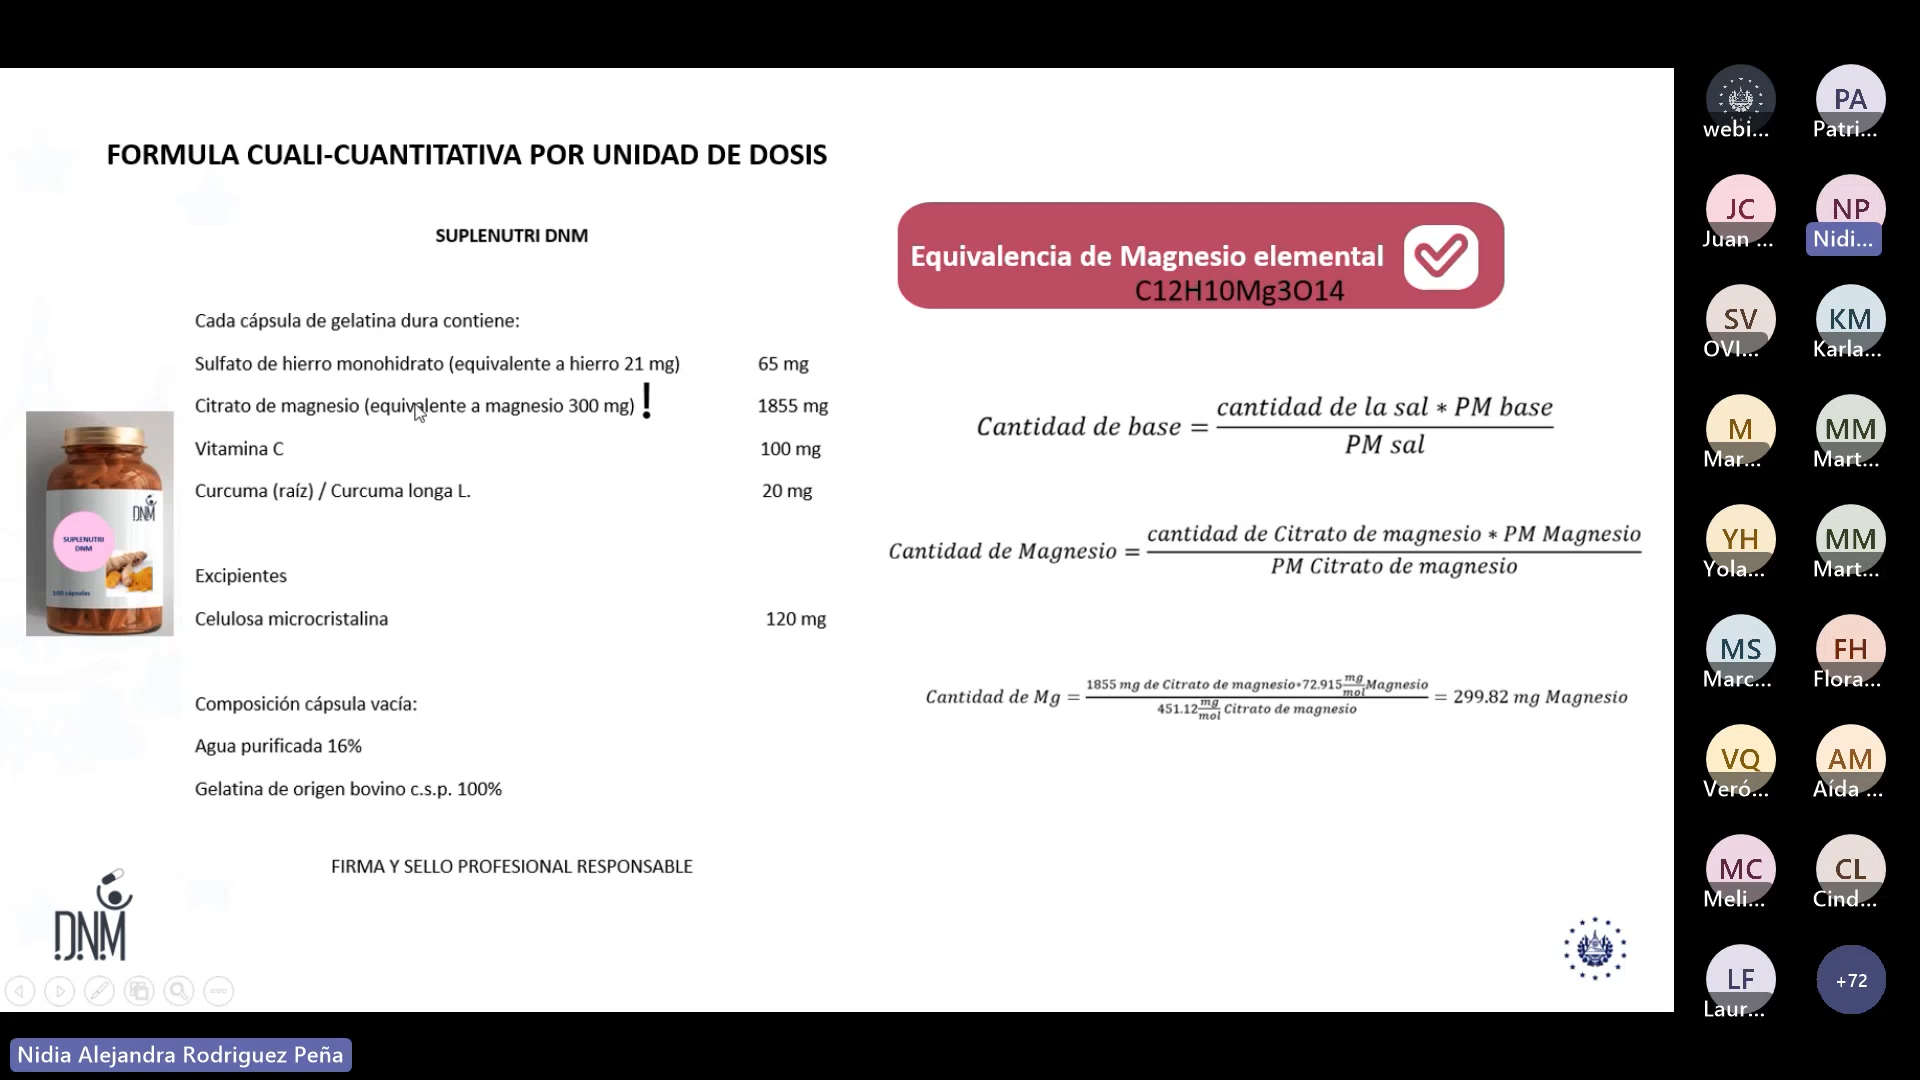 FORMULA CUALI-CUANTITATIVA POR UNIDAD DE DOSIS
SUPLENUTRI DNM
Cada cápsula de gelatina dura contiene:
Sulfato de hierro monohidrato (equivalente a hierro 21 mg) 65 mg
Citrato de magnesio (equivalente a magnesio 300 mg) ! 1855 mg
Vitamina C 100 mg
Curcuma (raíz) / Curcuma longa L. 20 mg
Excipientes
Celulosa microcristalina 120 mg
Composición cápsula vacía:
Agua purificada 16%
Gelatina de origen bovino c.s.p. 100%
FIRMA Y SELLO PROFESIONAL RESPONSABLE
DNM
SUPLENUTRI
DNM
100 cápsulas
DNM
Equivalencia de Magnesio elemental
C12H10Mg3O14
Cantidad de base = cantidad de la sal * PM base
PM sal
Cantidad de Magnesio = cantidad de Citrato de magnesio * PM Magnesio
PM Citrato de magnesio
Cantidad de Mg = 1855 mg de Citrato de magnesio*72.915 mg/mol Magnesio
451.12 mg/mol Citrato de magnesio
= 299.82 mg Magnesio
webi...
PA
Patri...
JC
Juan ...
NP
Nidi...
SV
OVI...
KM
Karla...
M
Mar...
MM
Mart...
YH
Yola...
MM
Mart...
MS
Marc...
FH
Flora...
VQ
Veró...
AM
Aída ...
MC
Meli...
CL
Cind...
LF
Laur...
+72
Nidia Alejandra Rodriguez Peña